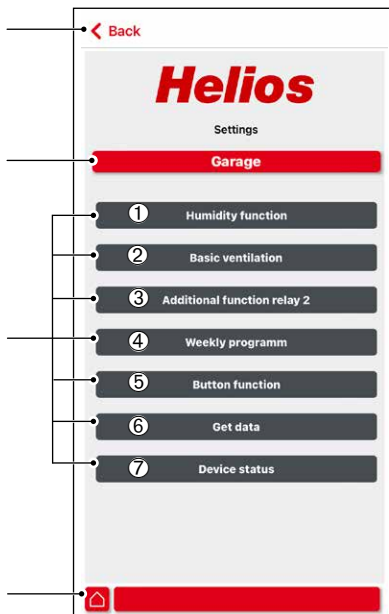 Back
Helios
Settings
Garage
① Humidity function
② Basic ventilation
③ Additional function relay 2
④ Weekly programm
⑤ Button function
⑥ Get data
⑦ Device status